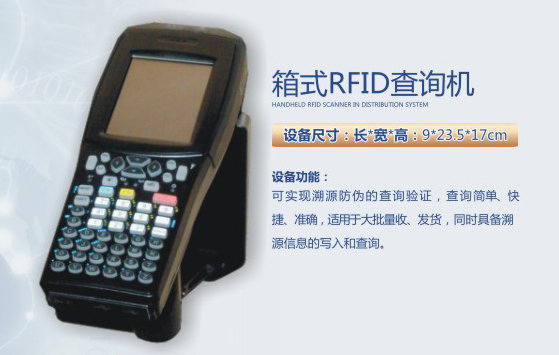 箱式RFID查询机
HANDHELD RFID SCANNER IN DISTRIBUTION SYSTEM
设备尺寸：长*宽*高：9*23.5*17cm
设备功能：
可实现溯源防伪的查询验证，查询简单、快
捷、准确，适用于大批量收、发货，同时具备溯
源信息的写入和查询。